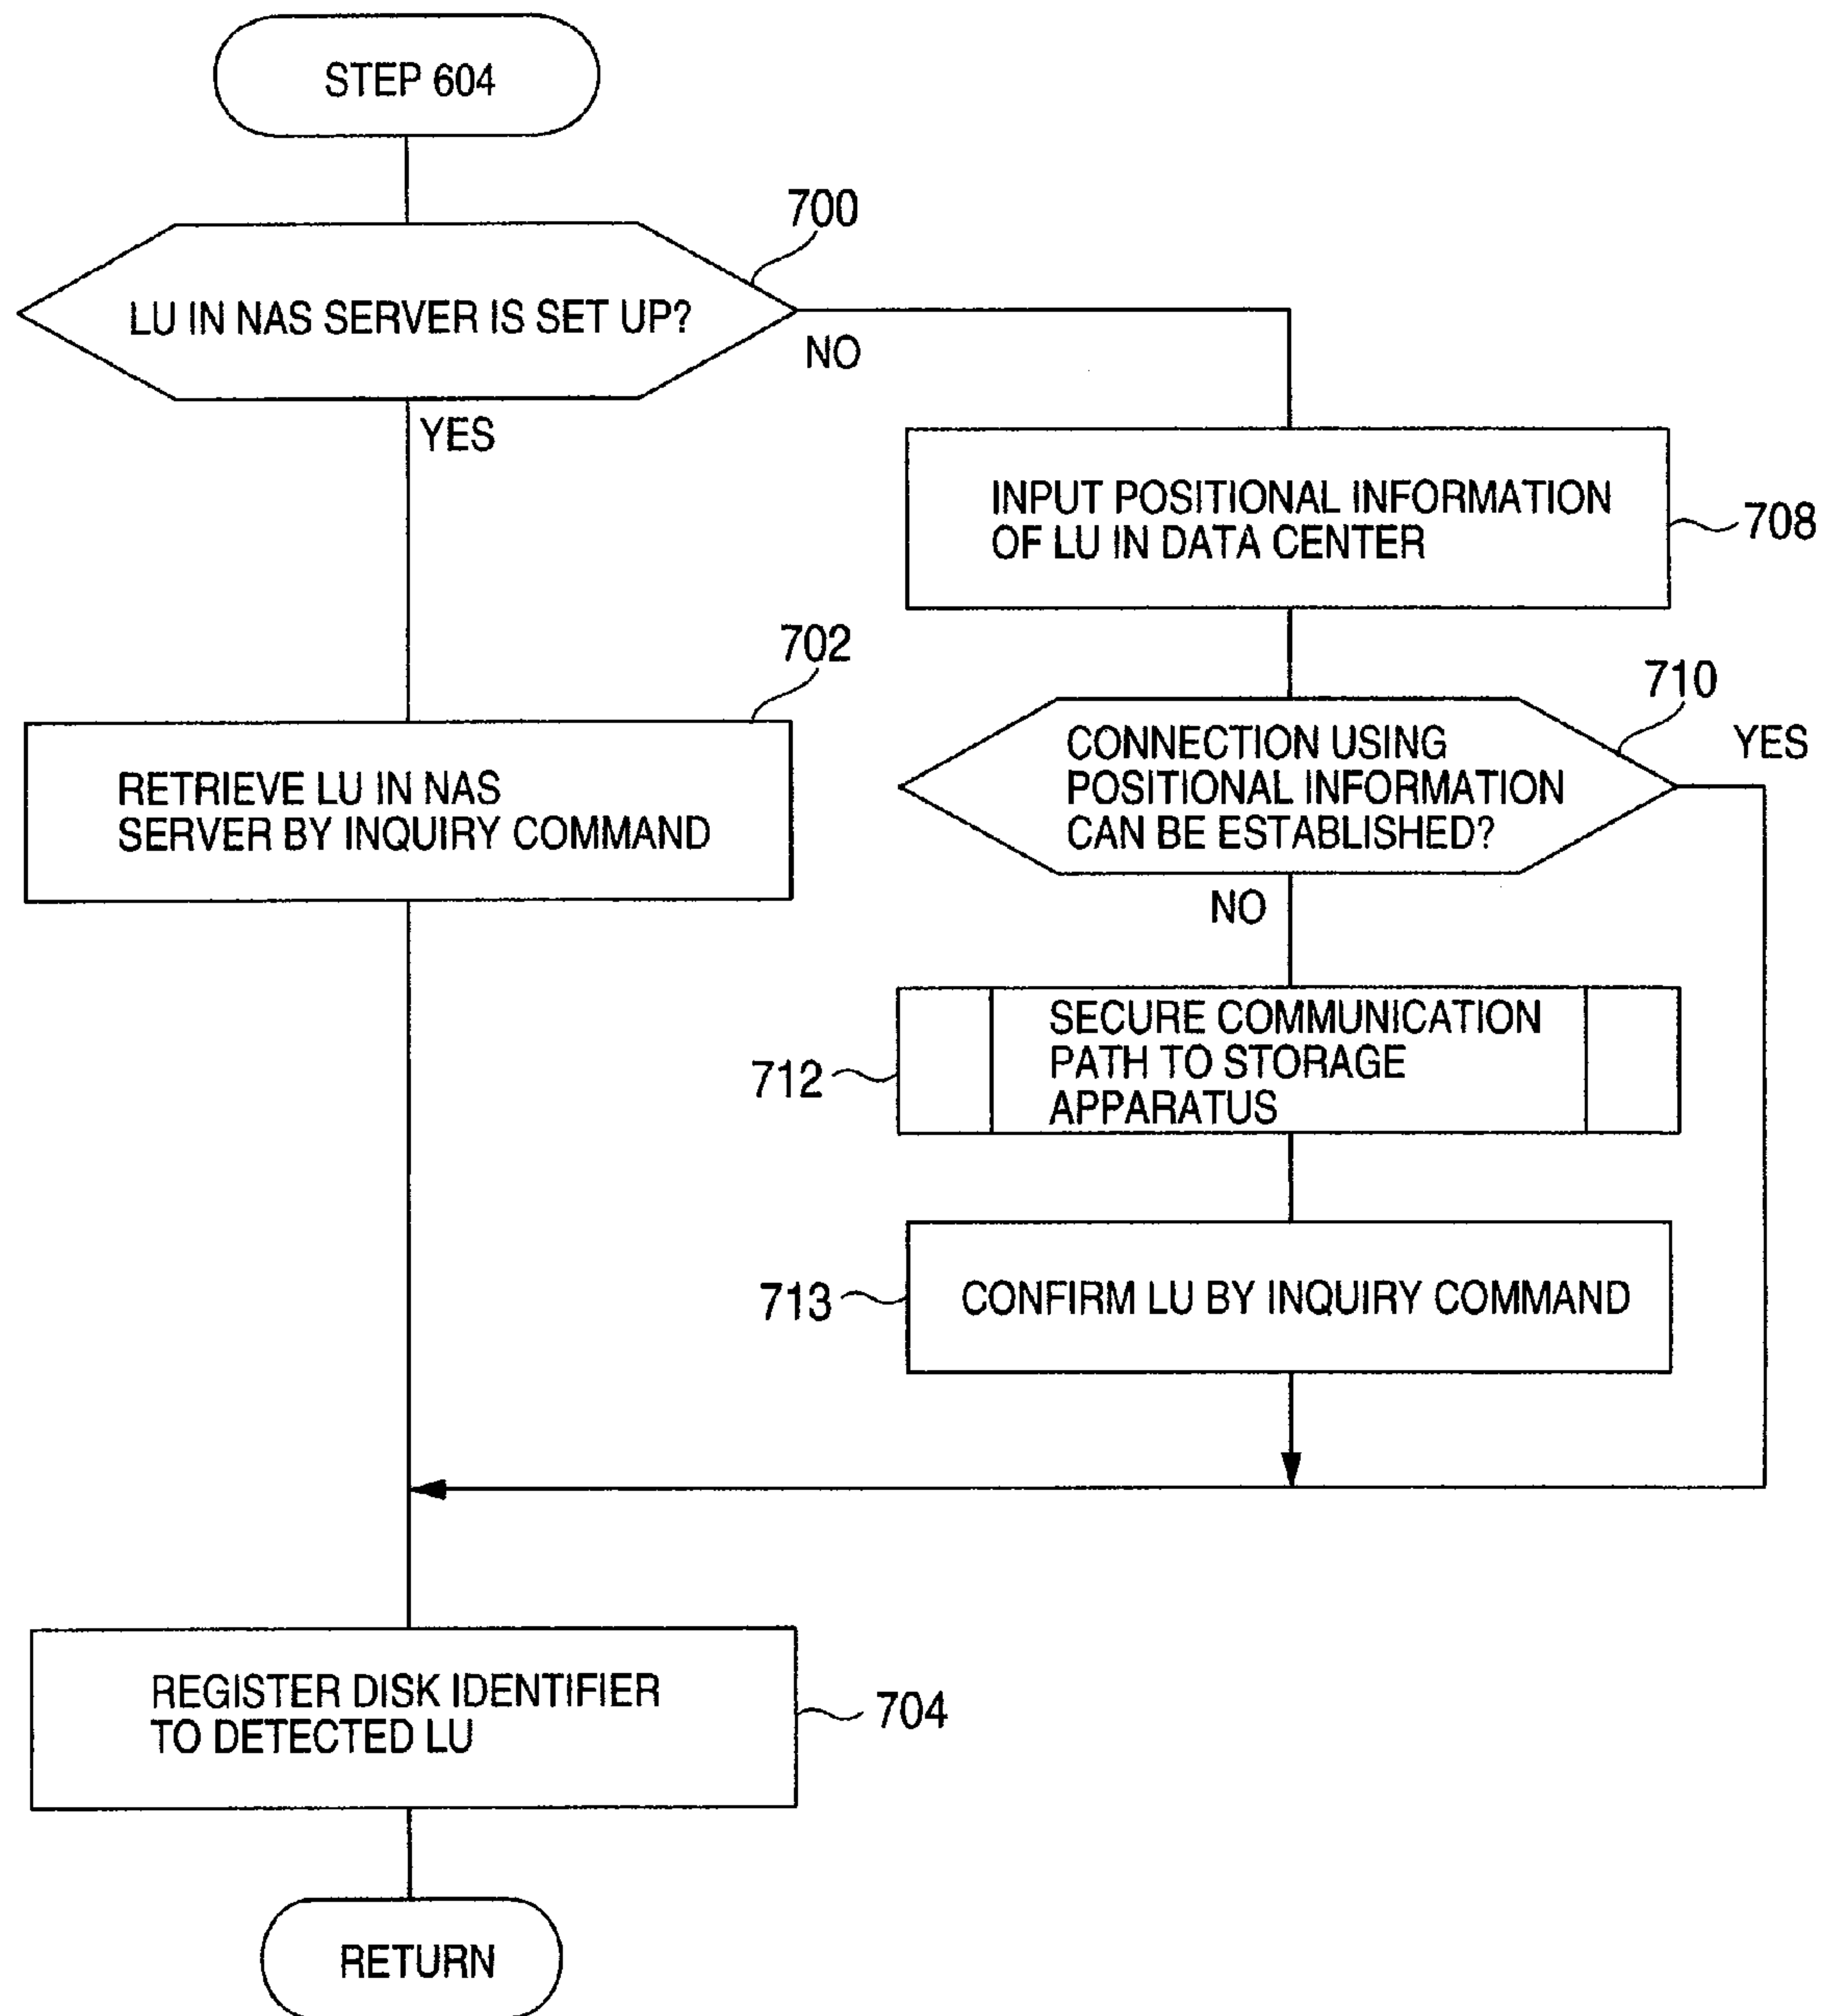 STEP 604
700
LU IN NAS SERVER IS SET UP?
NO
YES
INPUT POSITIONAL INFORMATION
OF LU IN DATA CENTER
708
702
RETRIEVE LU IN NAS
SERVER BY INQUIRY COMMAND
710
CONNECTION USING
POSITIONAL INFORMATION
CAN BE ESTABLISHED?
YES
NO
SECURE COMMUNICATION
PATH TO STORAGE
APPARATUS
712
713
CONFIRM LU BY INQUIRY COMMAND
REGISTER DISK IDENTIFIER
TO DETECTED LU
704
RETURN